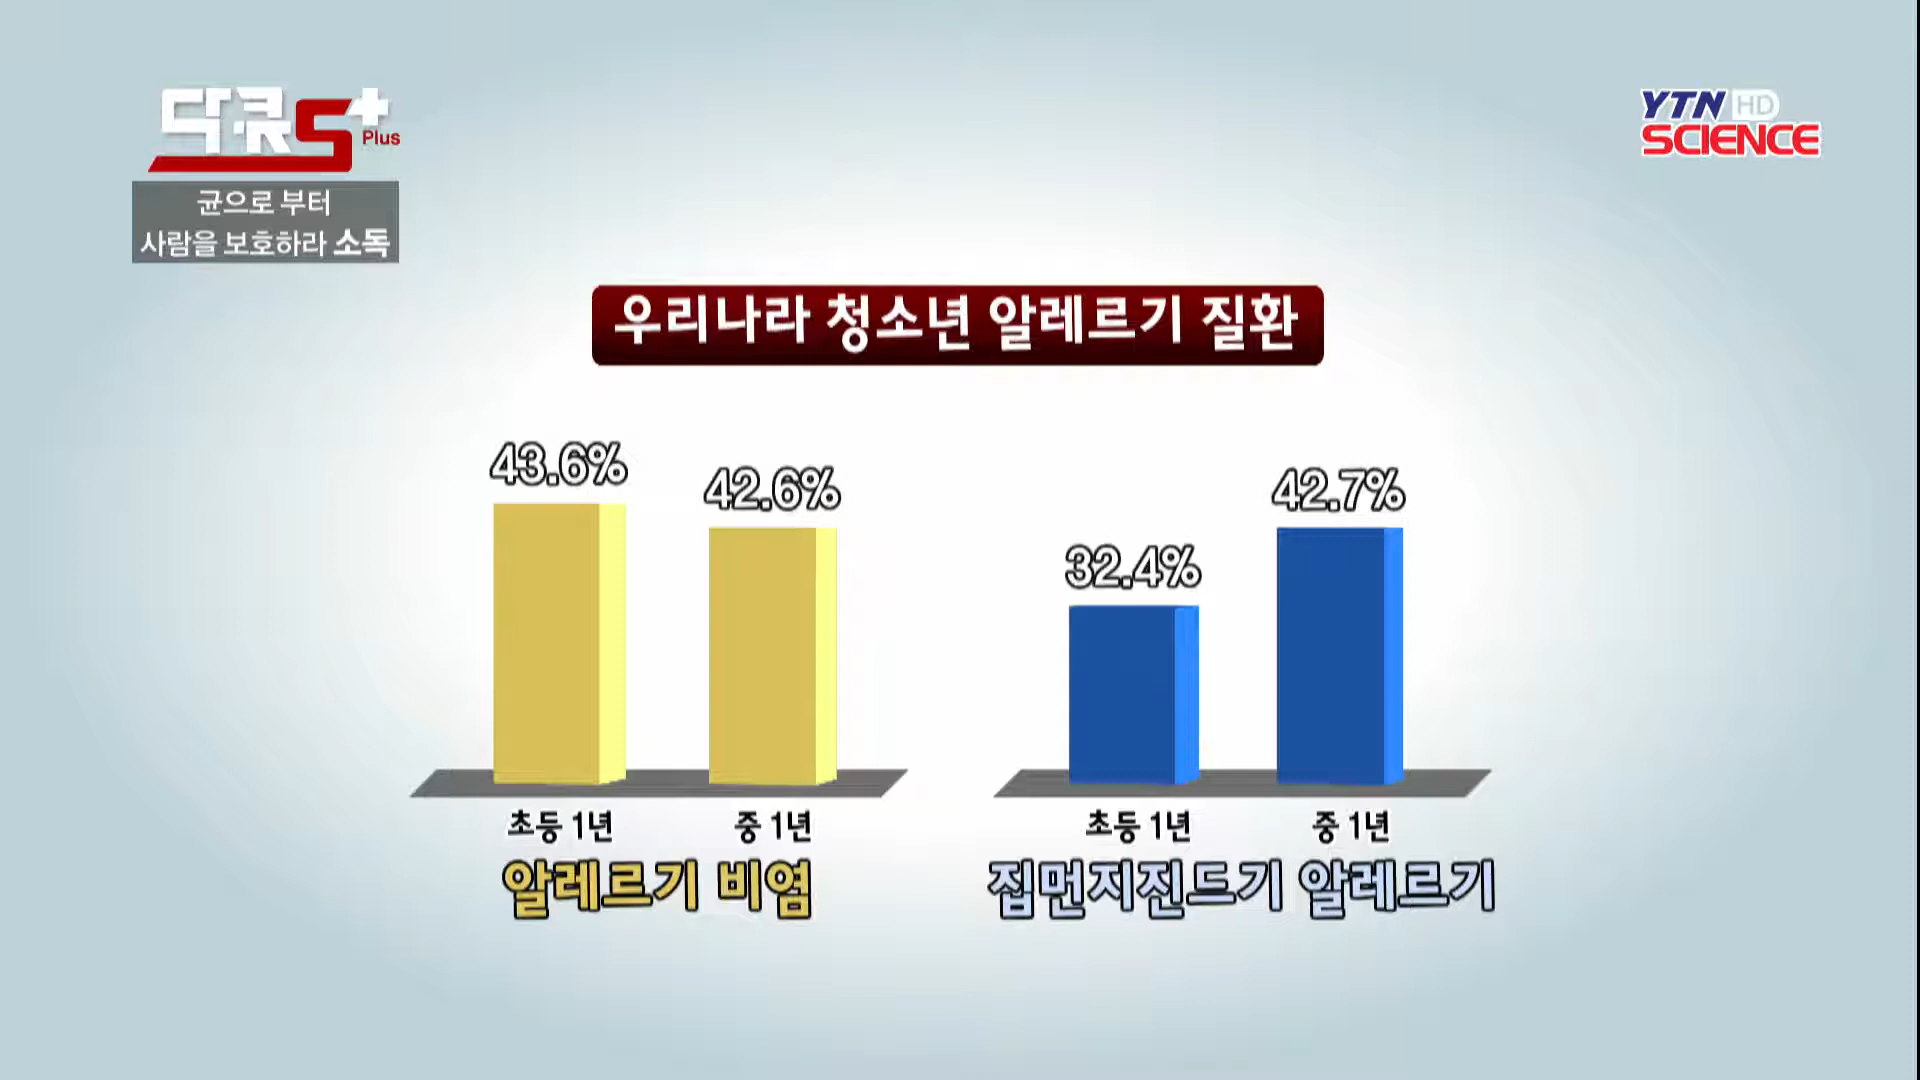 다큐S+
Plus
균으로 부터
사람을 보호하라 소독
YTN HD
SCIENCE
우리나라 청소년 알레르기 질환
43.6%
42.6%
초등 1년
중 1년
알레르기 비염
32.4%
42.7%
초등 1년
중 1년
집먼지진드기 알레르기